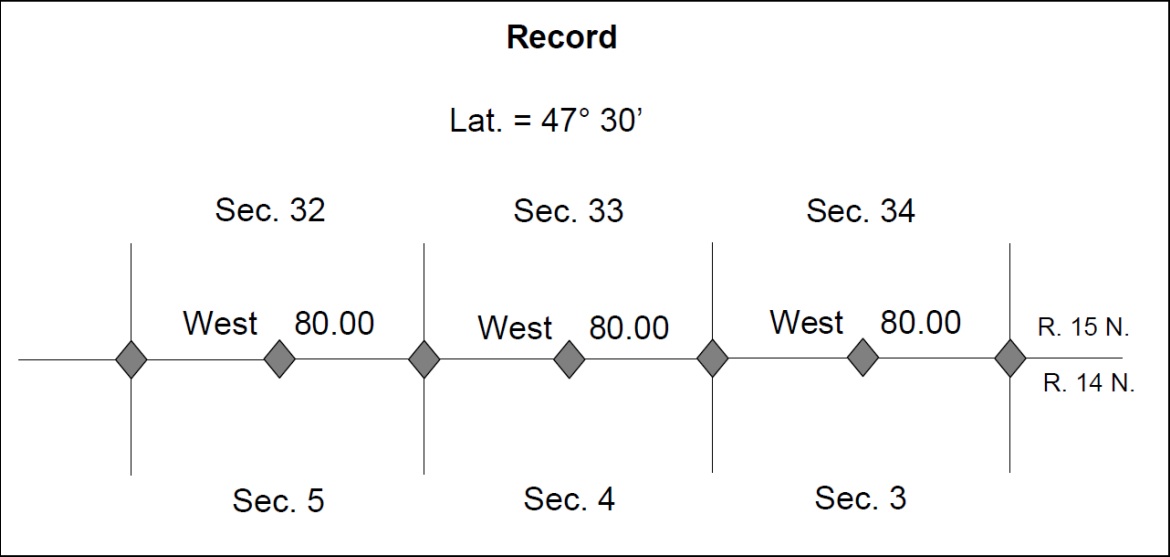 Record
Lat. = 47° 30’
Sec. 32 Sec. 33 Sec. 34
West 80.00 West 80.00 West 80.00 R. 15 N.
R. 14 N.
Sec. 5 Sec. 4 Sec. 3